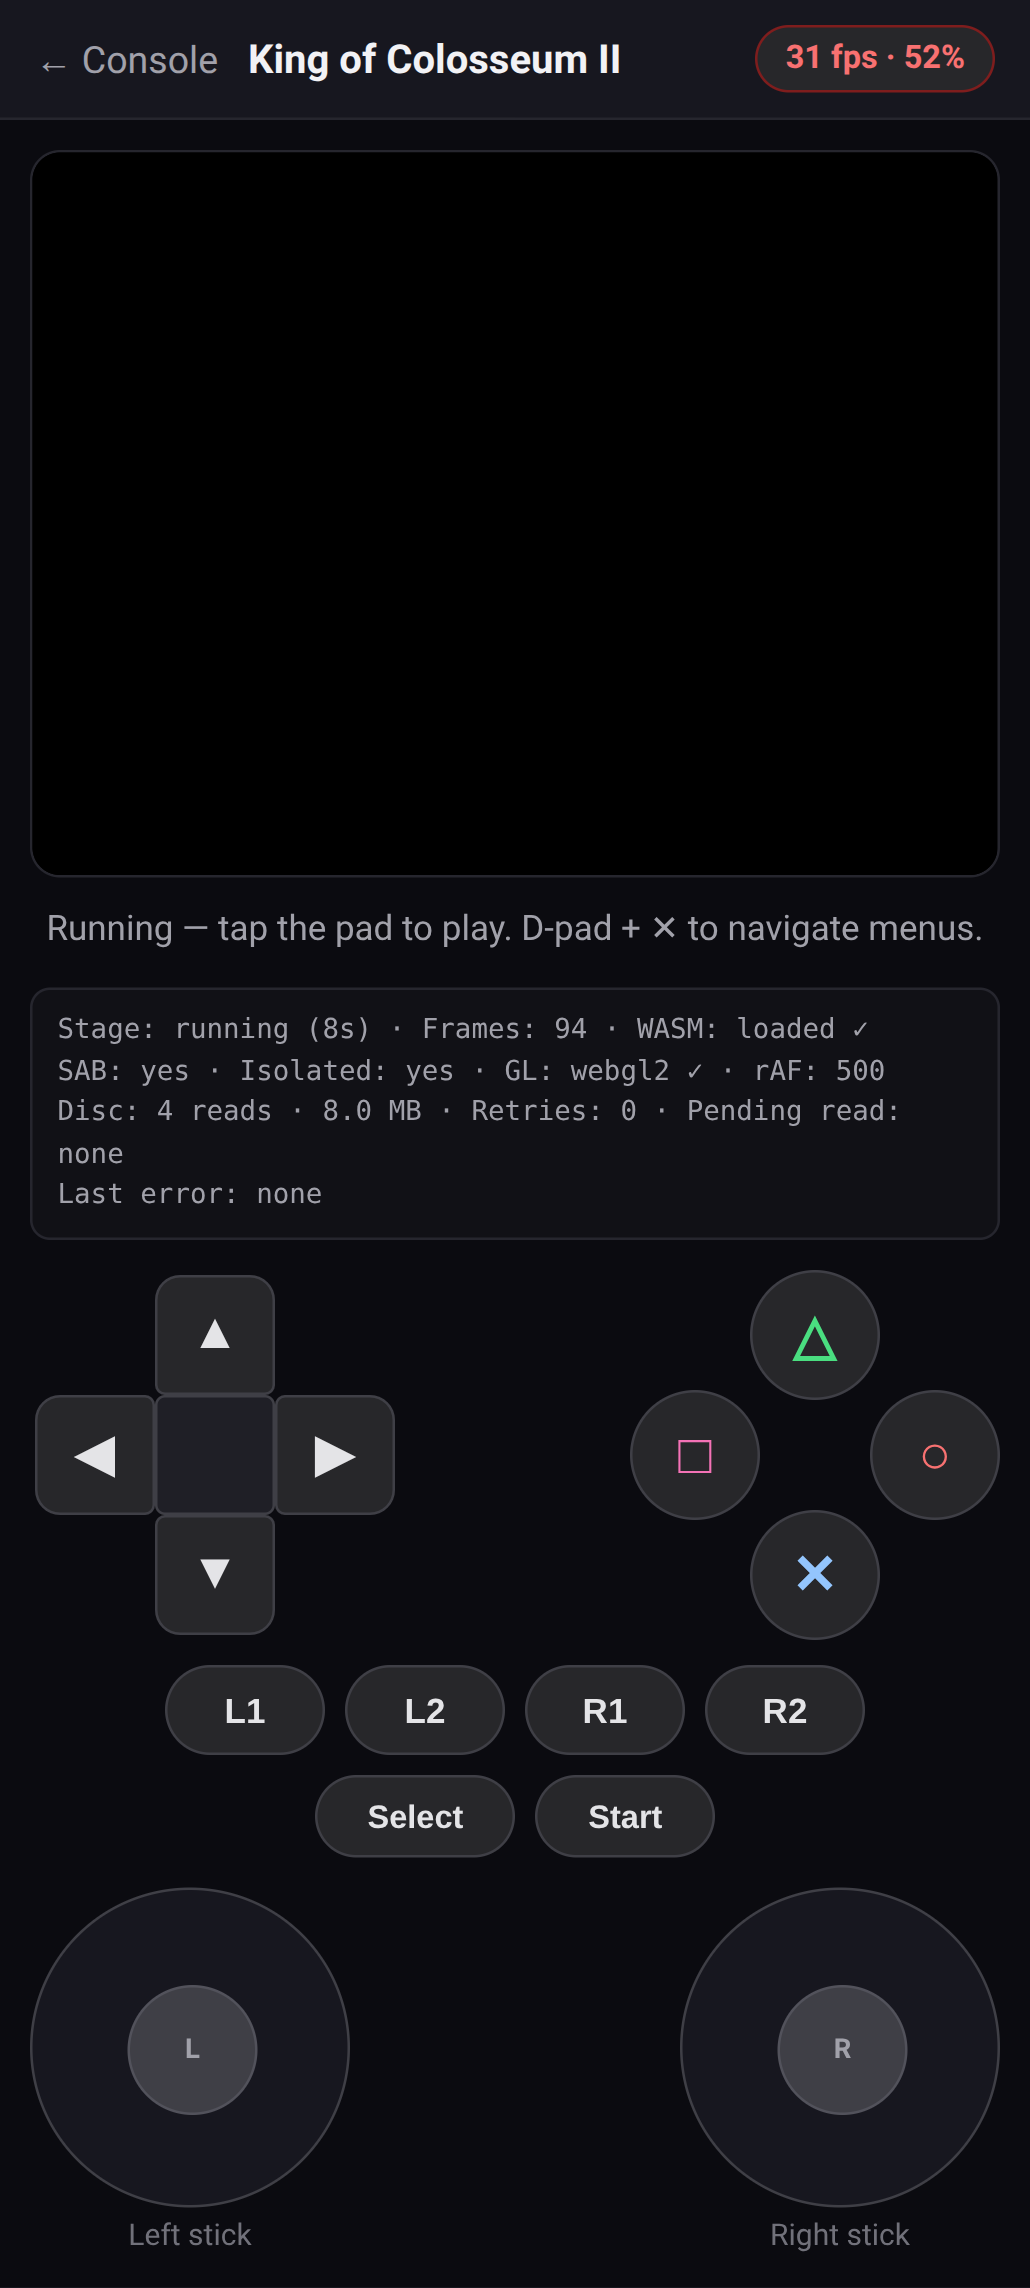 ← Console King of Colosseum II 31 fps · 52%
Running — tap the pad to play. D-pad + ✕ to navigate menus.
Stage: running (8s) · Frames: 94 · WASM: loaded ✓
SAB: yes · Isolated: yes · GL: webgl2 ✓ · rAF: 500
Disc: 4 reads · 8.0 MB · Retries: 0 · Pending read:
none
Last error: none
▲
△
◀ ▶
□ ○
▼
✕
L1 L2 R1 R2
Select Start
L R
Left stick Right stick